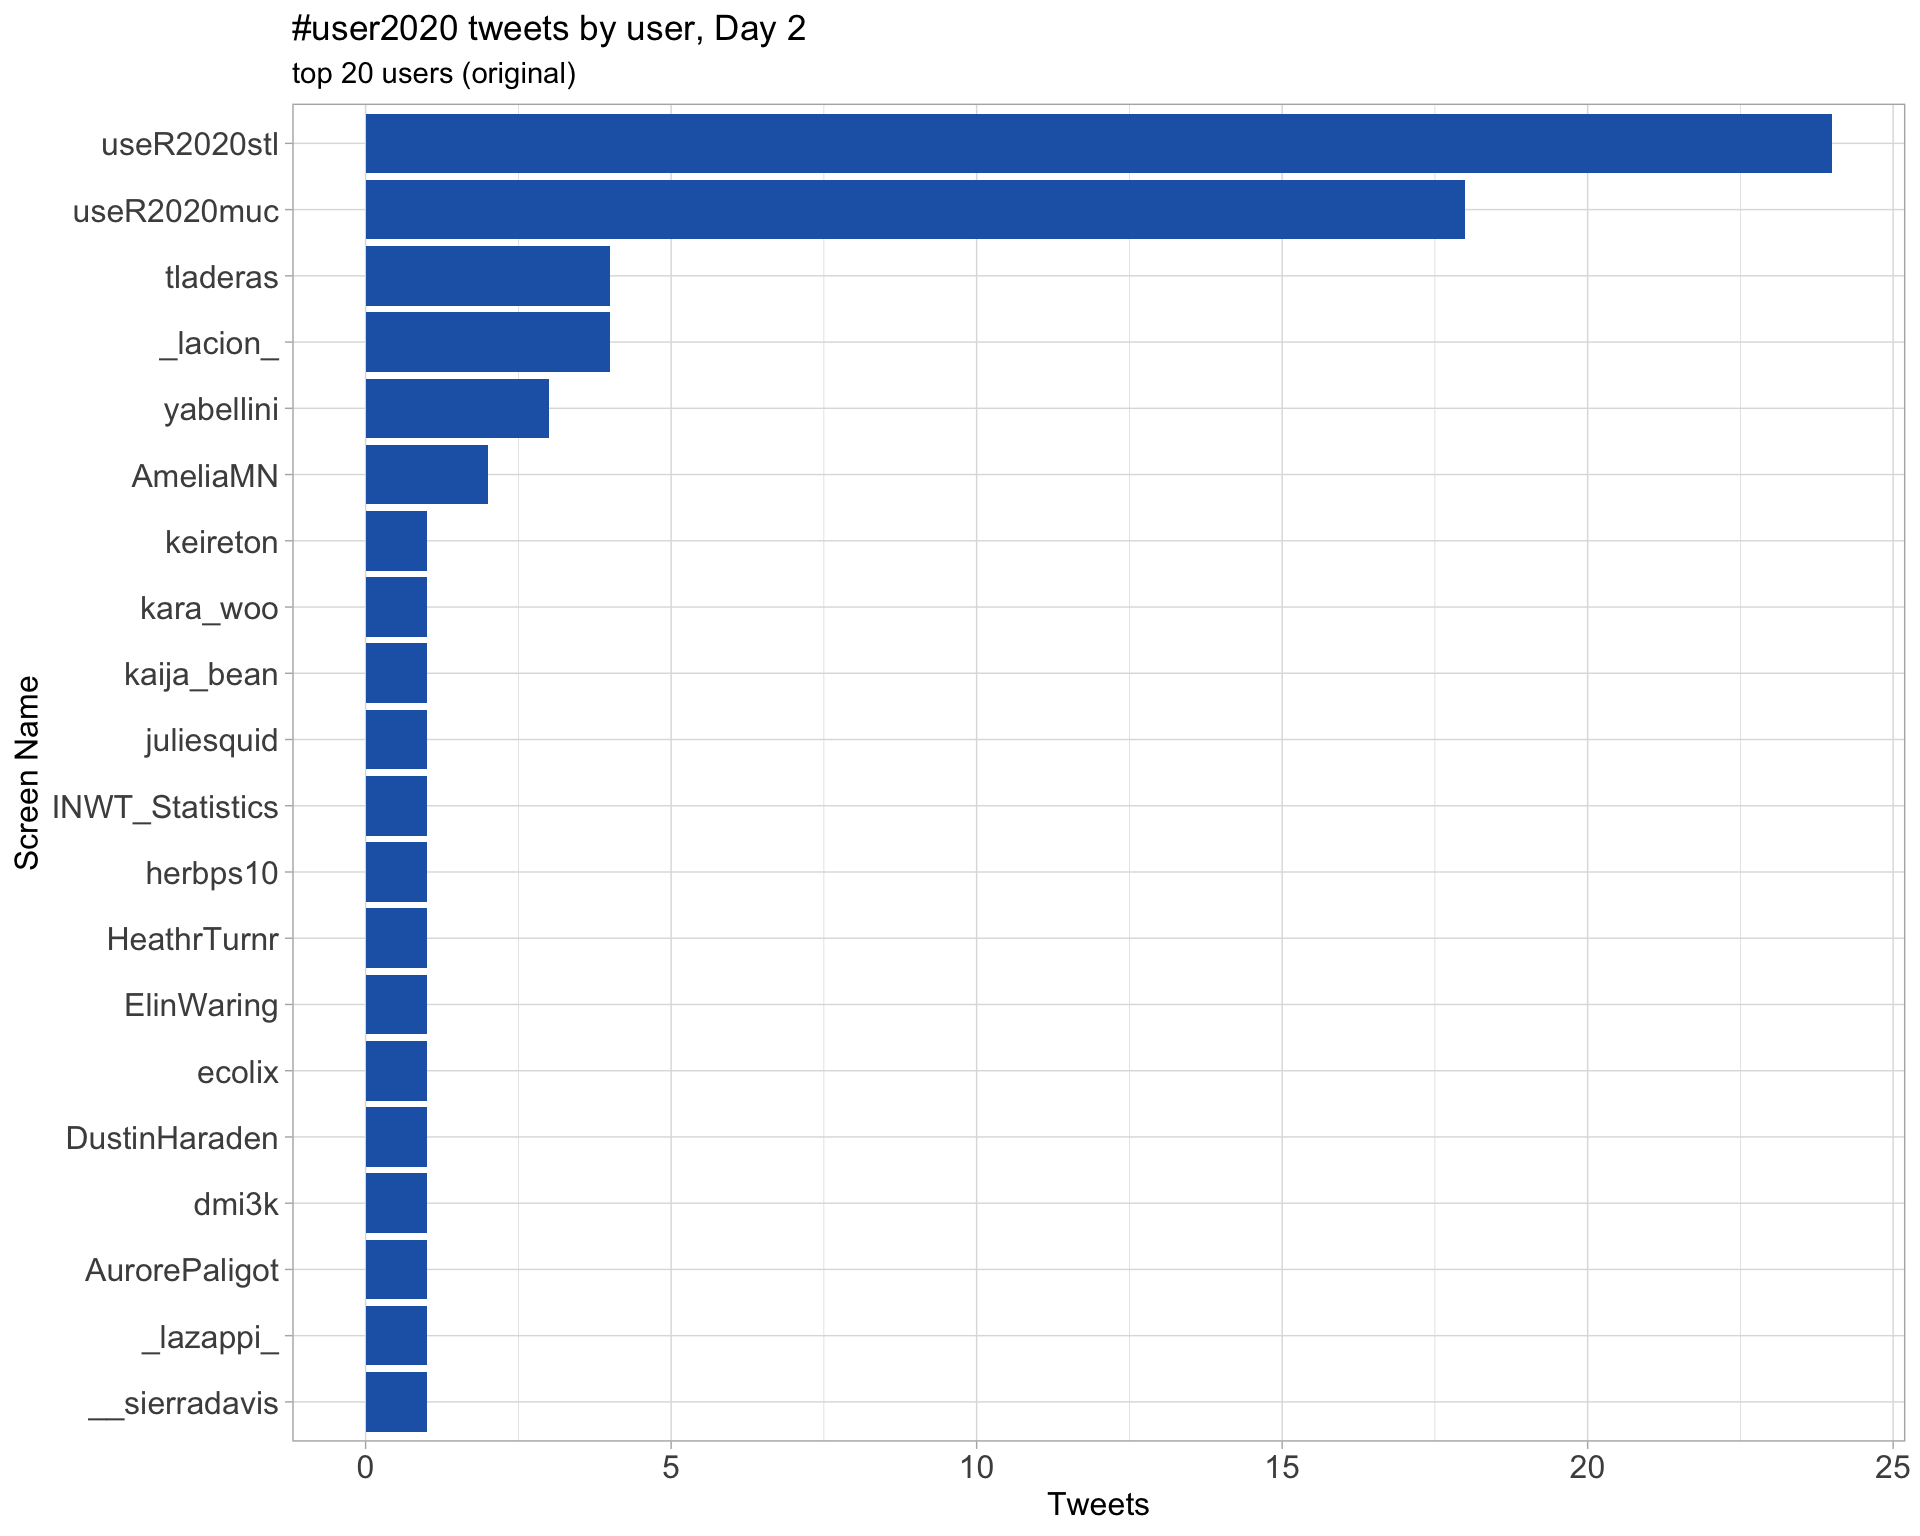 #user2020 tweets by user, Day 2
top 20 users (original)
useR2020stl
useR2020muc
tladeras
_lacion_
yabellini
AmeliaMN
keireton
kara_woo
kaija_bean
juliesquid
INWT_Statistics
herbps10
HeathrTurnr
ElinWaring
ecolix
DustinHaraden
dmi3k
AurorePaligot
_lazappi_
__sierradavis
Screen Name
0 5 10 15 20 25
Tweets